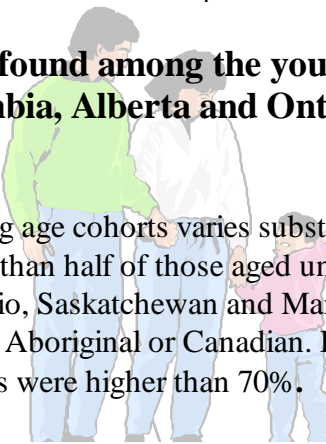 found among the you
bia, Alberta and Ont
g age cohorts varies subst
than half of those aged un
io, Saskatchewan and Ma
Aboriginal or Canadian.
s were higher than 70%.